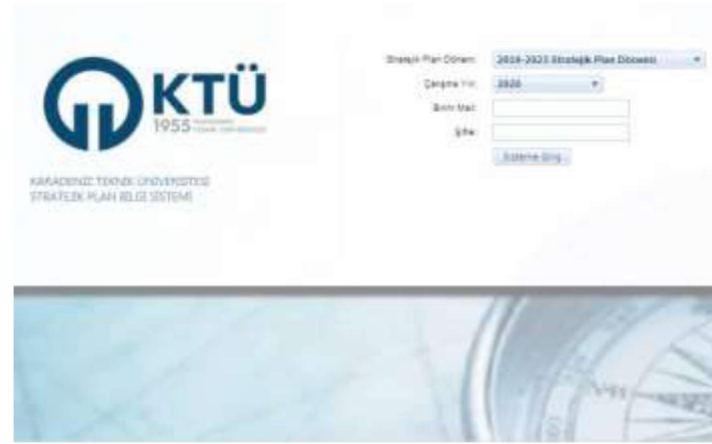 KTÜ
1955
KARADENİZ TEKNİK ÜNİVERSİTESİ
STRATEJİK PLAN BİLGİ SİSTEMİ
Stratejik Plan Dönemi:
2019-2023 Stratejik Plan Dönemi
Çalışma Yılı:
2020
Birim Mail:
Şifre:
Sisteme Giriş